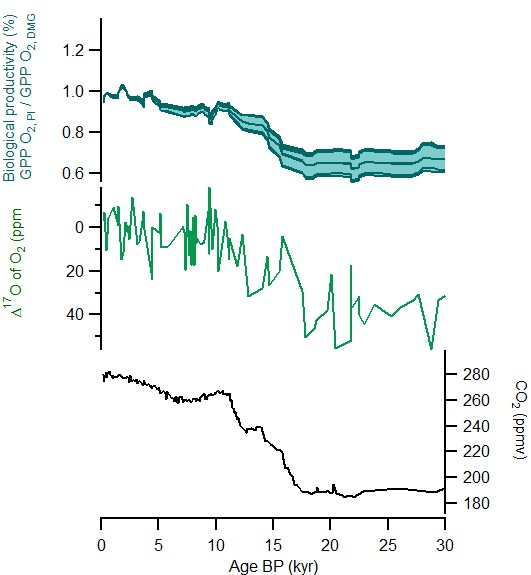 Biological productivity (%)
GPP O2,PI / GPP O2,DMG
1.2
1.0
0.8
0.6
Δ17O of O2 (ppm
0
20
40
280
260
240
220
200
180
CO2 (ppmv)
0 5 10 15 20 25 30
Age BP (kyr)